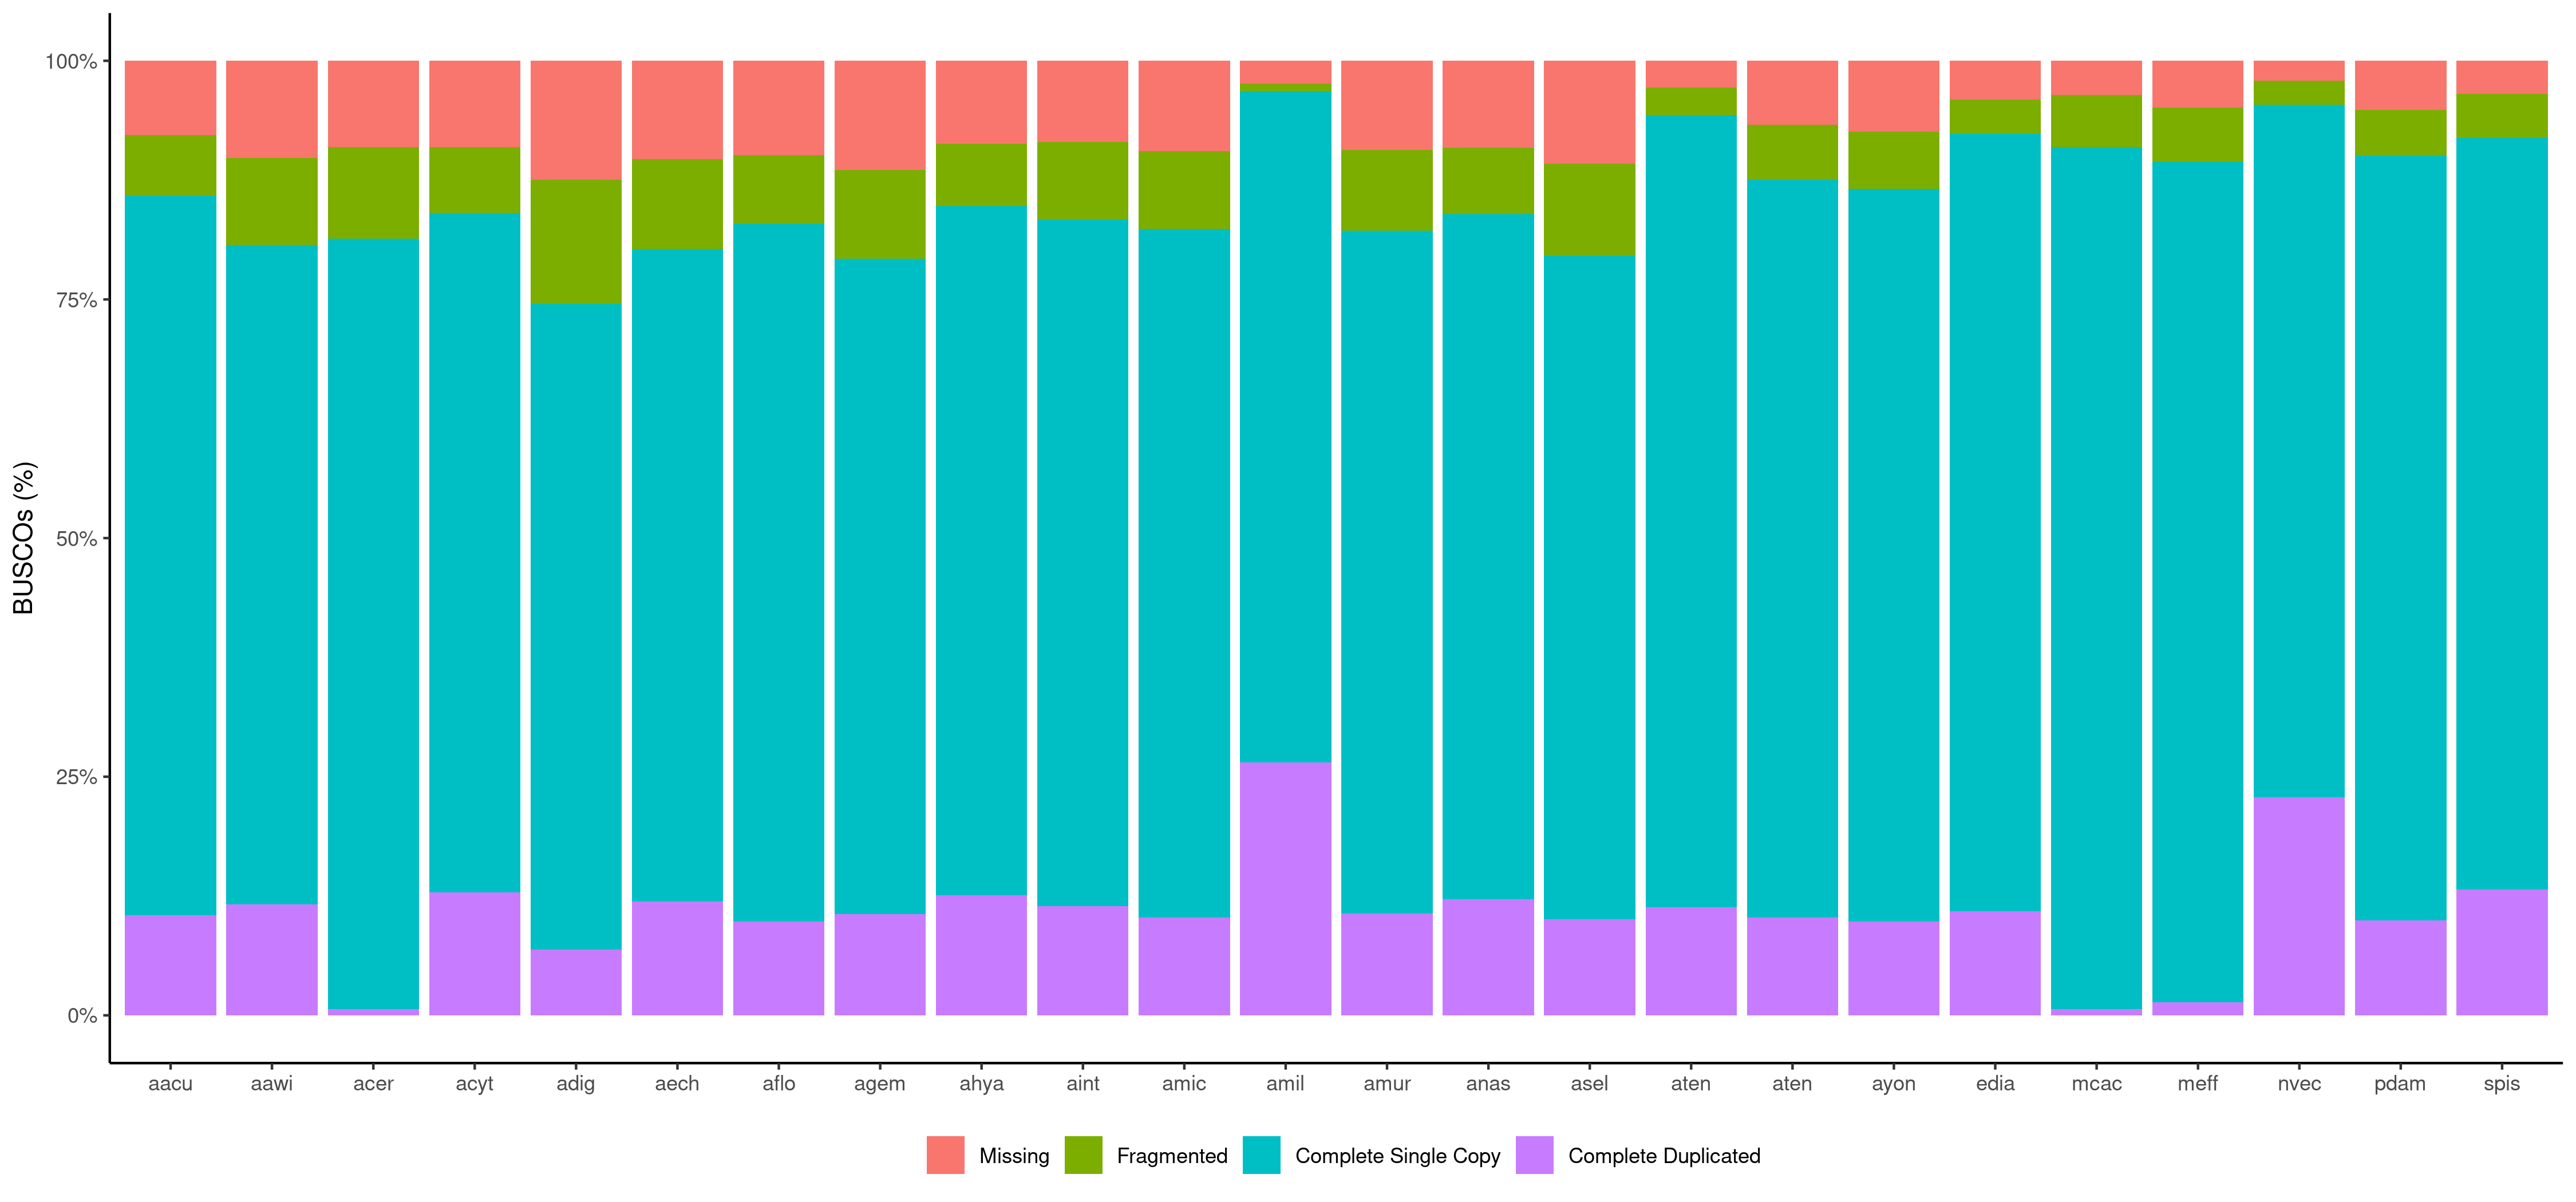 BUSCOs (%)
100%
75%
50%
25%
0%
aacu aawi acer acyt adig aech aflo agem ahya aint amic amil amur anas asel aten aten ayon edia mcac meff nvec pdam spis
Missing Fragmented Complete Single Copy Complete Duplicated